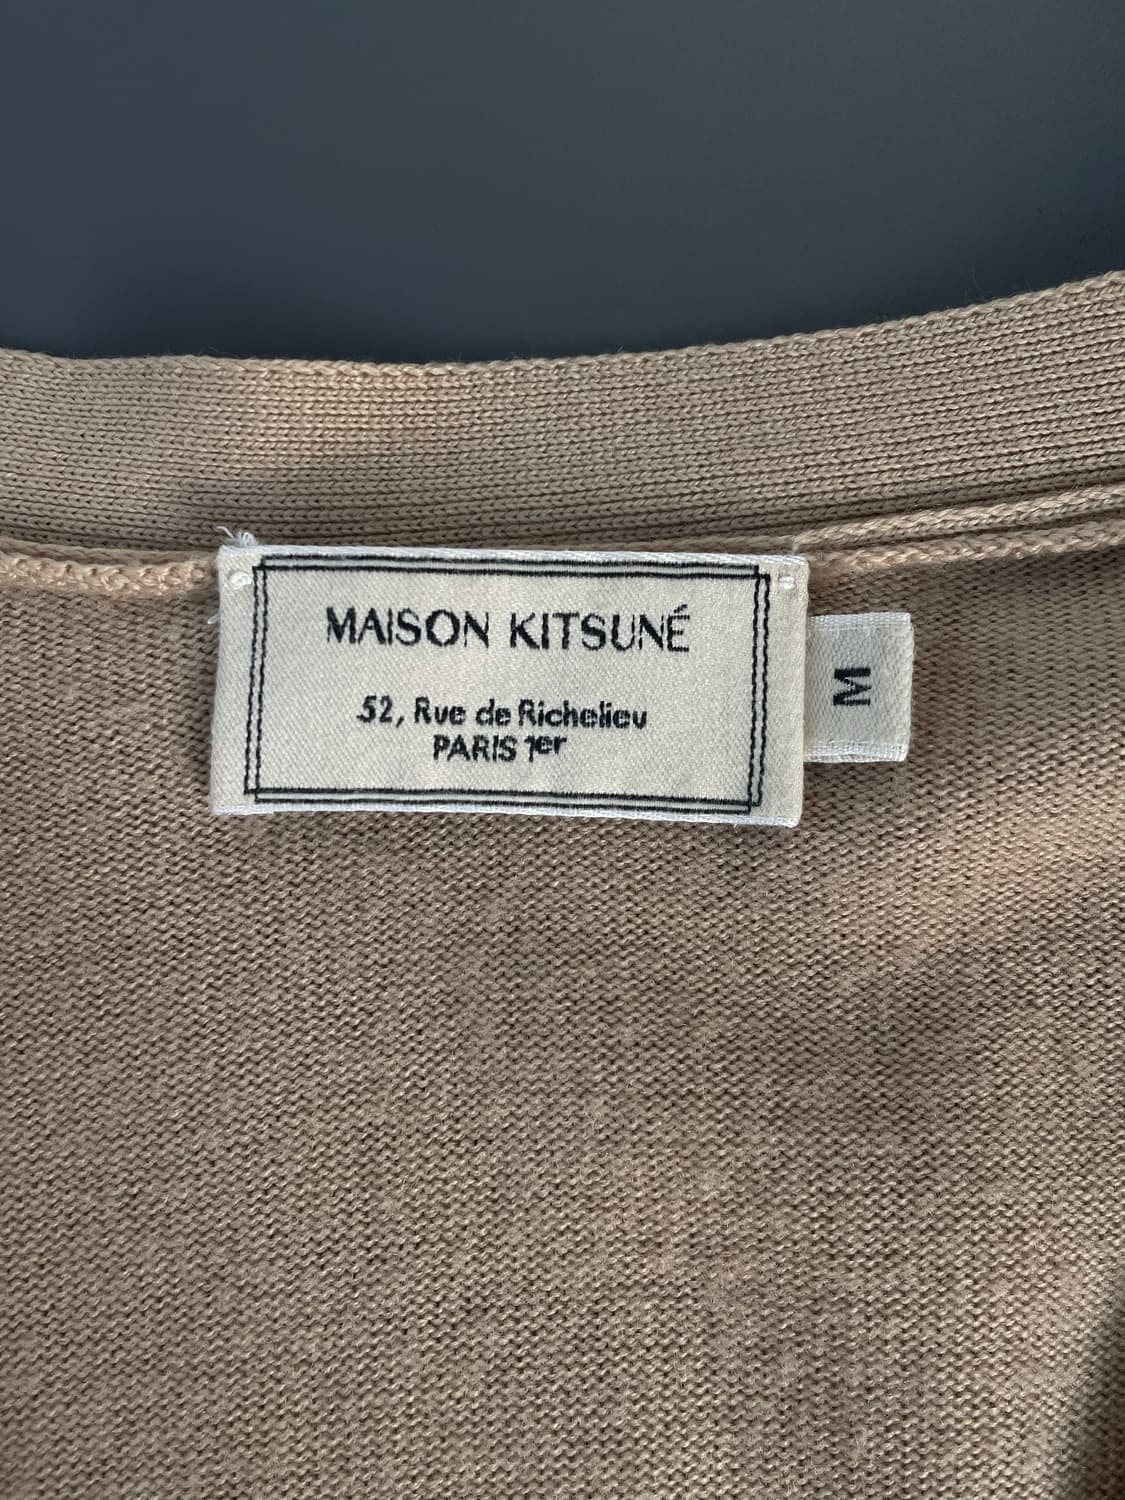 MAISON KITSUNÉ
52, Rue de Richelieu
PARIS 1er
M